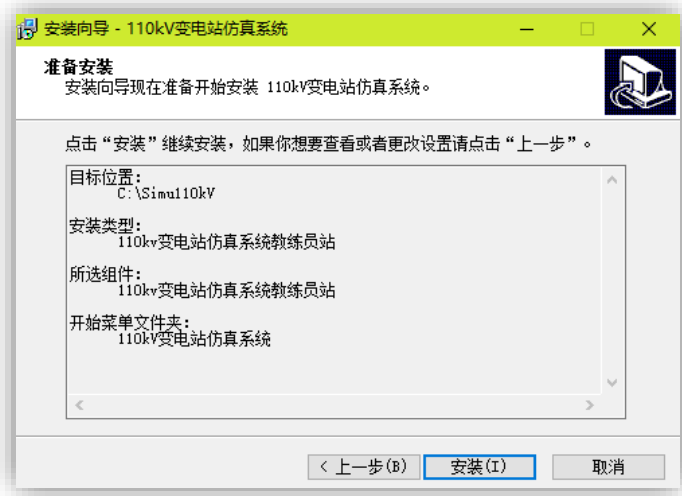 安装向导 - 110kV变电站仿真系统
准备安装
安装向导现在准备开始安装 110kV变电站仿真系统。
点击“安装”继续安装，如果你想要查看或者更改设置请点击“上一步”。
目标位置：
C:\Simu110kV
安装类型：
110kv变电站仿真系统教练员站
所选组件：
110kv变电站仿真系统教练员站
开始菜单文件夹：
110kV变电站仿真系统
< 上一步(B)
安装(I)
取消